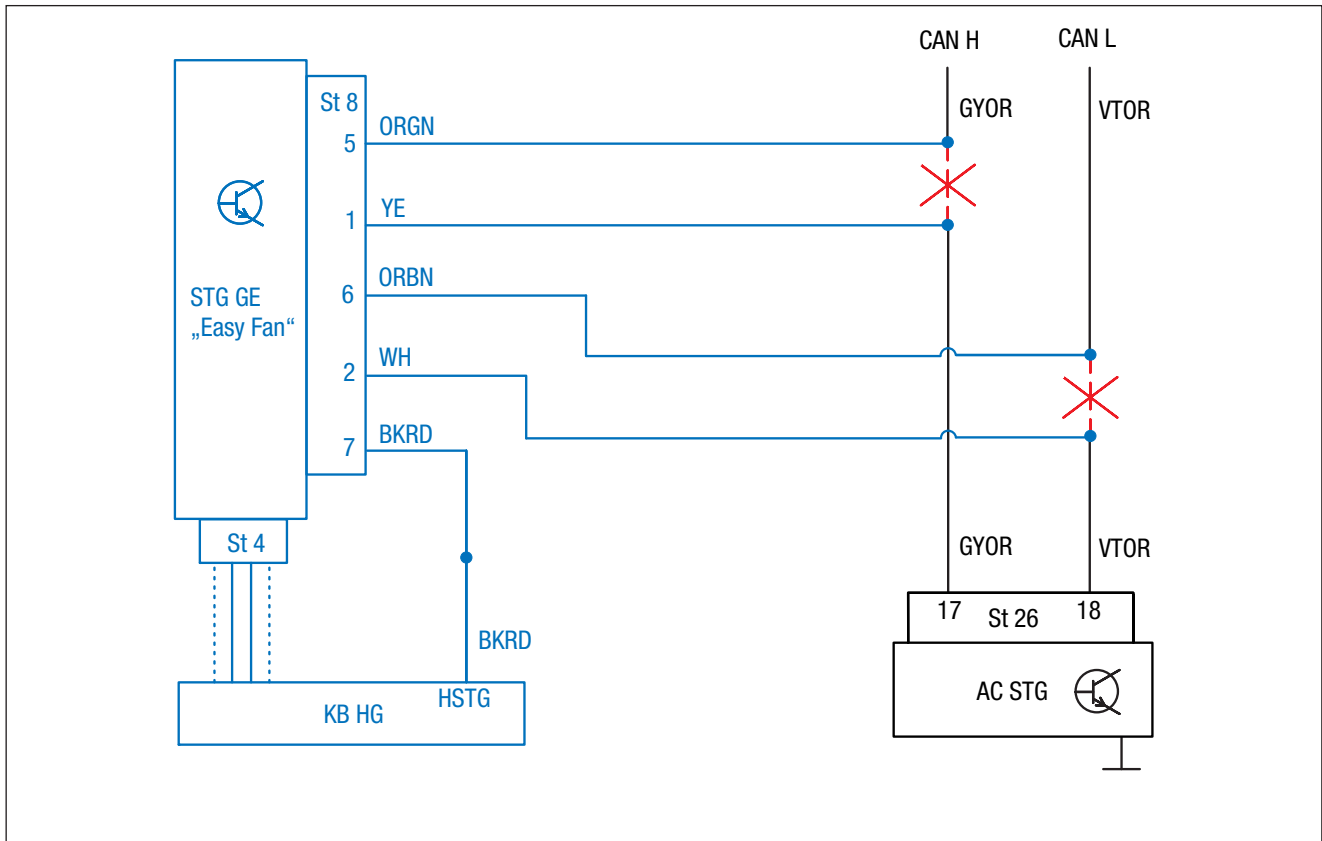 CAN H
CAN L
GYOR
VTOR
St 8
5
ORGN
1
YE
6
ORBN
STG GE
„Easy Fan“
2
WH
7
BKRD
St 4
GYOR
VTOR
17
St 26
18
BKRD
HSTG
KB HG
AC STG